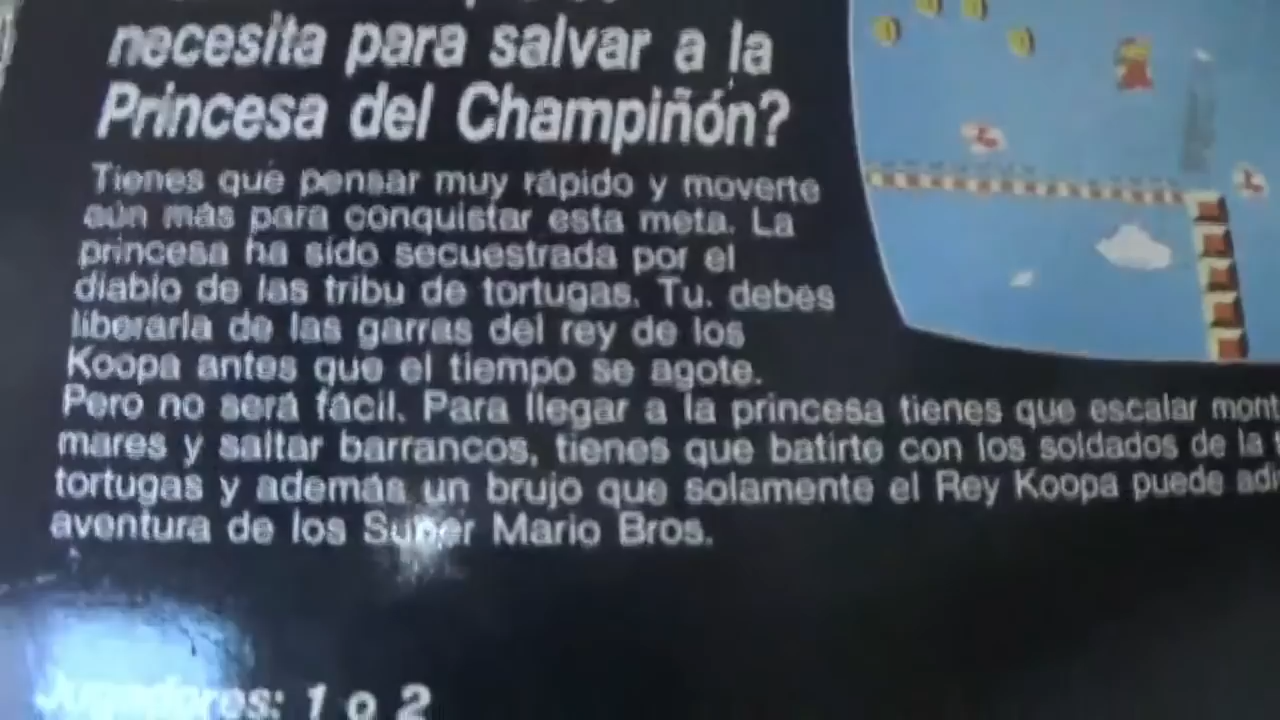 necesita para salvar a la
Princesa del Champiñón?
Tienes que pensar muy rápido y moverte
aún más para conquistar esta meta. La
princesa ha sido secuestrada por el
diablo de las tribu de tortugas. Tu. debes
liberarla de las garras del rey de los
Koopa antes que el tiempo se agote.
Pero no será fácil. Para llegar a la princesa tienes que escalar
mares y saltar barrancos, tienes que batirte con los soldados de la
tortugas y además un brujo que solamente el Rey Koopa puede
aventura de los Super Mario Bros.
Jugadores: 1 o 2